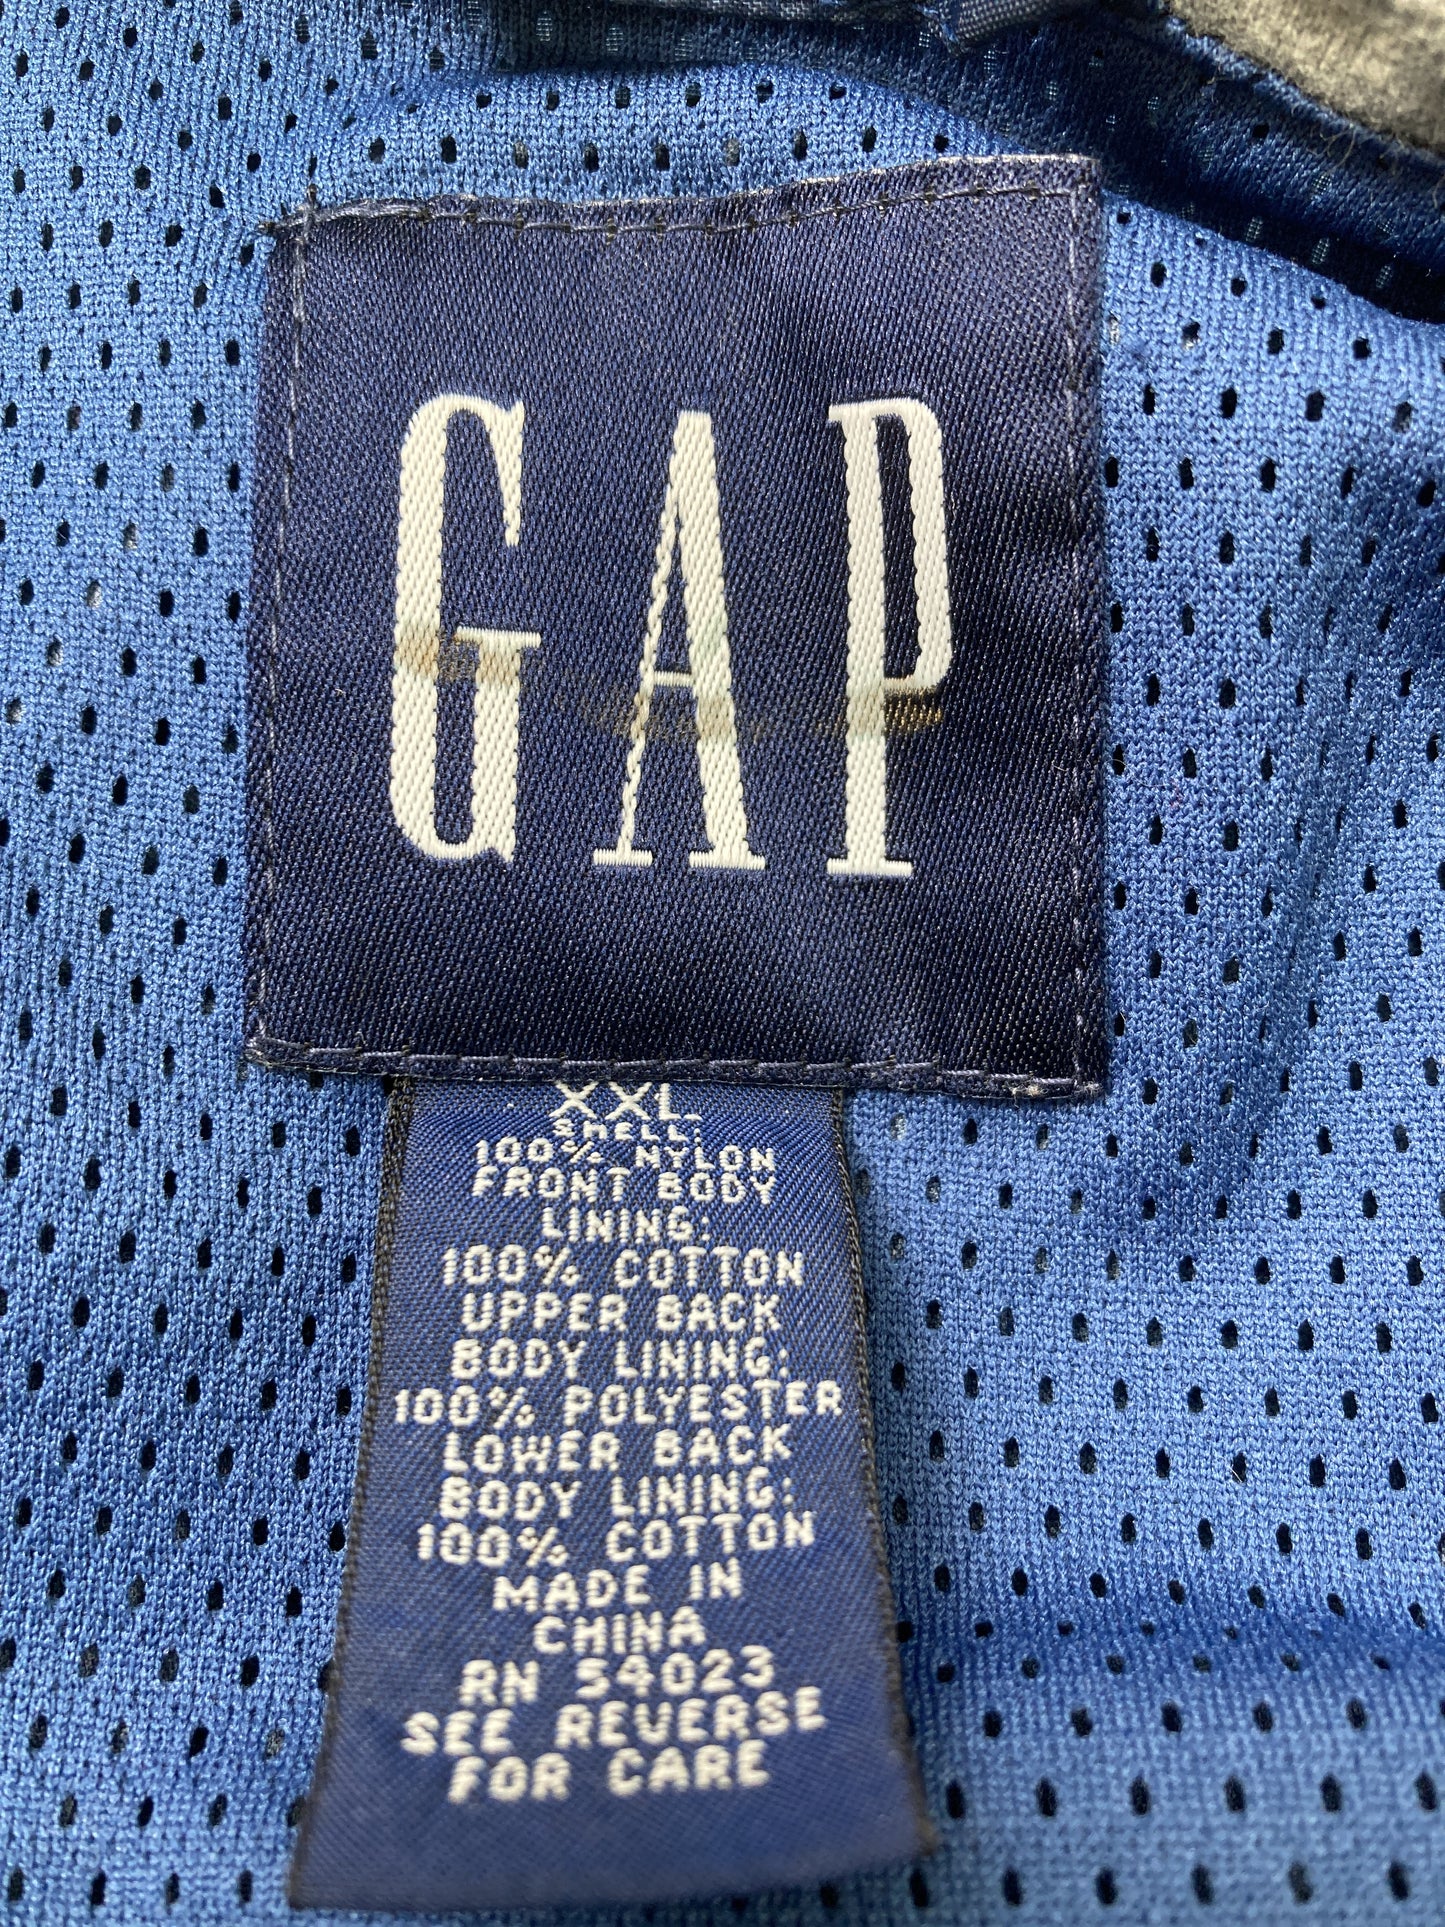 GAP
XXL
SHELL:
100% NYLON
FRONT BODY
LINING:
100% COTTON
UPPER BACK
BODY LINING:
100% POLYESTER
LOWER BACK
BODY LINING:
100% COTTON
MADE IN
CHINA
RN 54023
SEE REVERSE
FOR CARE